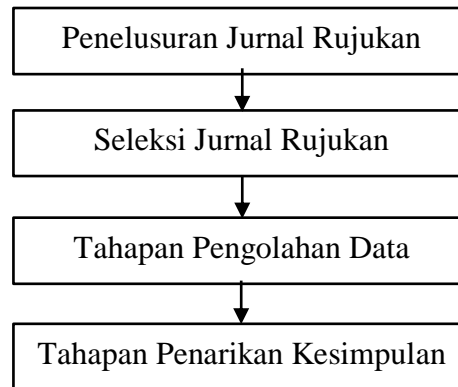 Penelusuran Jurnal Rujukan
Seleksi Jurnal Rujukan
Tahapan Pengolahan Data
Tahapan Penarikan Kesimpulan